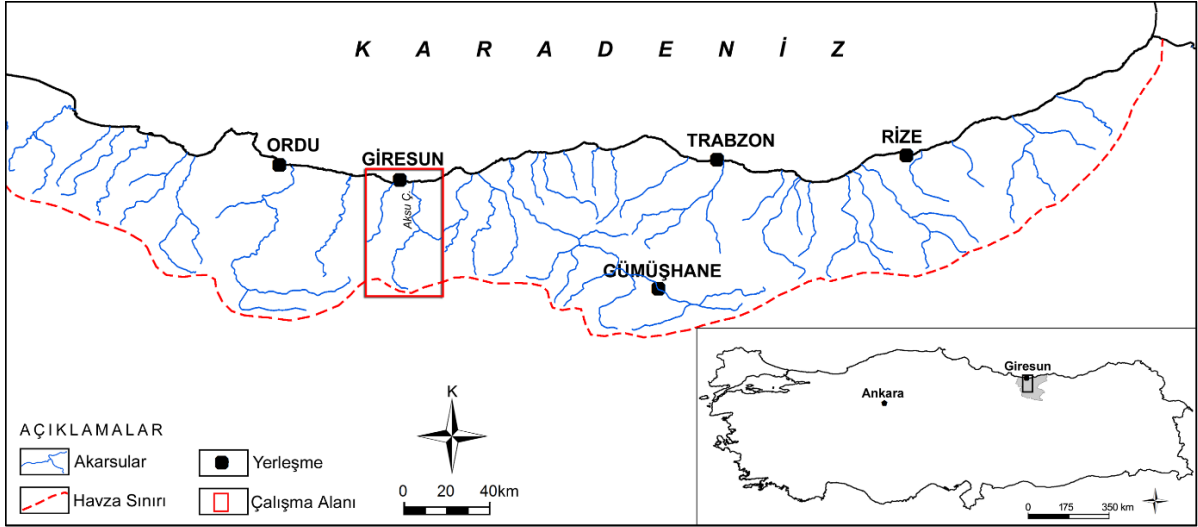 K A R A D E N İ Z
ORDU
GİRESUN
TRABZON
RİZE
Aksu Ç.
GÜMÜŞHANE
K
AÇIKLAMALAR
Akarsular
Yerleşme
Havza Sınırı
Çalışma Alanı
0 20 40km
Giresun
Ankara
0 175 350 km